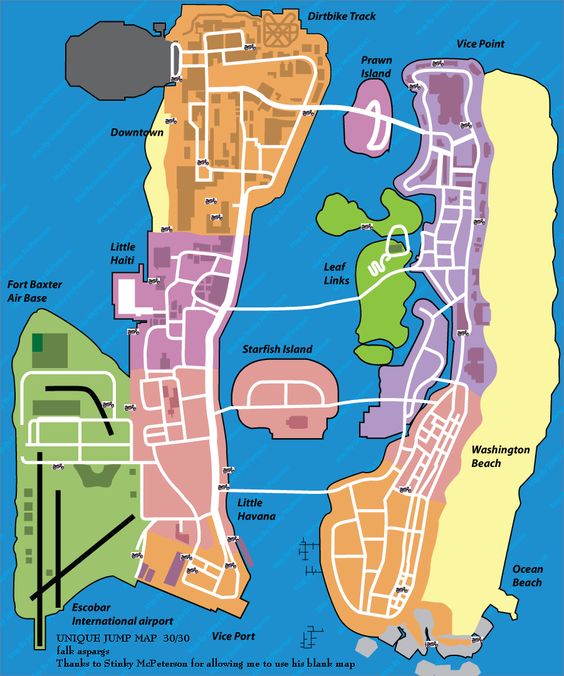 Dirtbike Track
Vice Point
Prawn
Island
Downtown
Little
Haiti
Leaf
Links
Fort Baxter
Air Base
Starfish Island
Washington
Beach
Little
Havana
Ocean
Beach
Escobar
International airport
Vice Port
UNIQUE JUMP MAP 30/30
falk aspargs
Thanks to Stinky McPeterson for allowing me to use his blank map